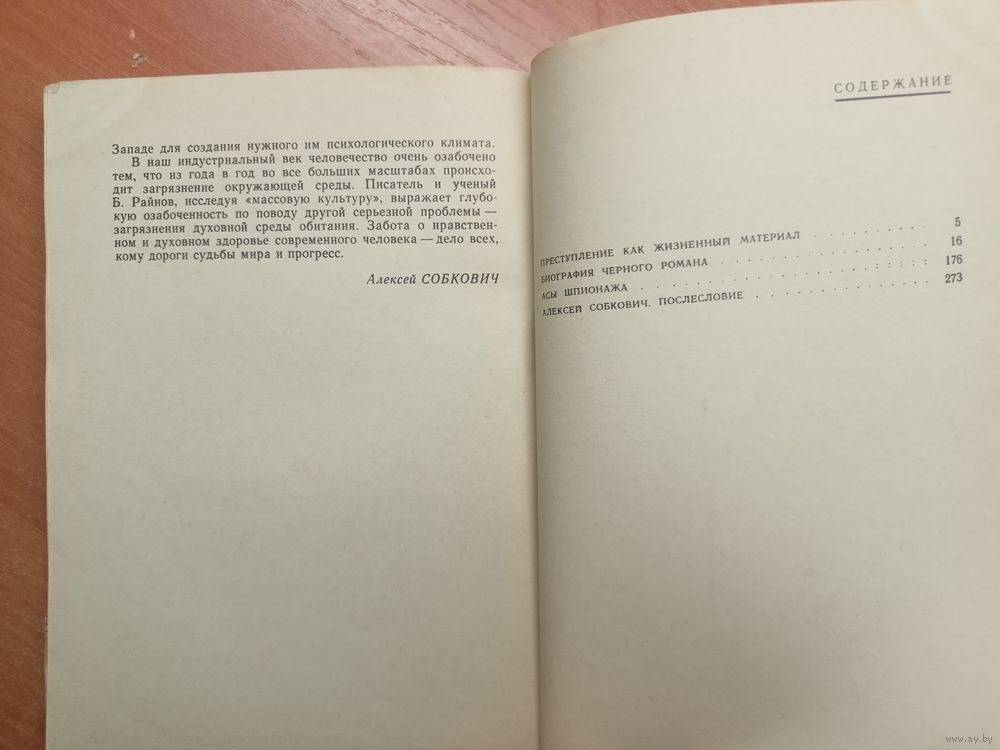 Западе для создания нужного им психологического климата.
В наш индустриальный век человечество очень озабочено
тем, что из года в год во все больших масштабах происхо-
дит загрязнение окружающей среды. Писатель и ученый
Б. Райнов, исследуя «массовую культуру», выражает глубо-
кую озабоченность по поводу другой серьезной проблемы —
загрязнения духовной среды обитания. Забота о нравствен-
ном и духовном здоровье современного человека — дело всех,
кому дороги судьбы мира и прогресс.
Алексей СОБКОВИЧ
СОДЕРЖАНИЕ
ПРЕСТУПЛЕНИЕ КАК ЖИЗНЕННЫЙ МАТЕРИАЛ . . . . . . . . . . 5
БИОГРАФИЯ ЧЕРНОГО РОМАНА . . . . . . . . . . . . . . 16
АСЫ ШПИОНАЖА . . . . . . . . . . . . . . : : : : 176
АЛЕКСЕЙ СОБКОВИЧ. ПОСЛЕСЛОВИЕ . . . . . . . . . . . . 273
www.ay.by